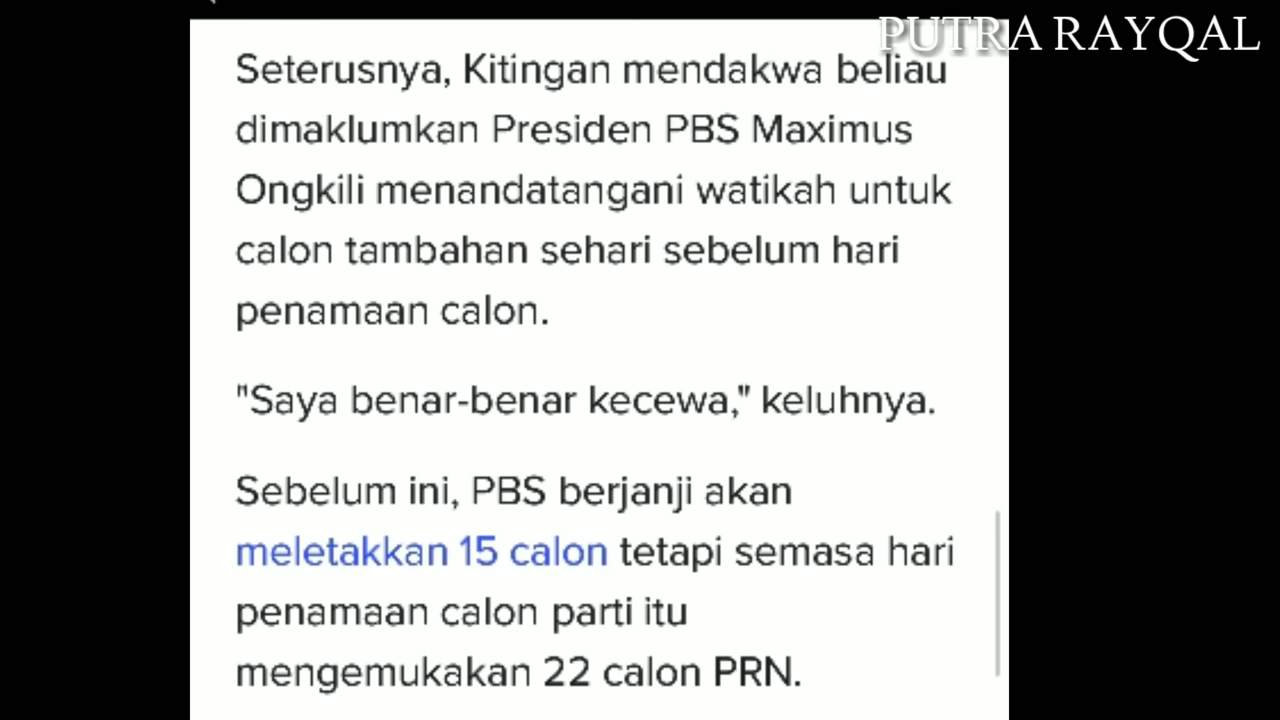 PUTRA RAYQAL
Seterusnya, Kitingan mendakwa beliau
dimaklumkan Presiden PBS Maximus
Ongkili menandatangani watikah untuk
calon tambahan sehari sebelum hari
penamaan calon.
"Saya benar-benar kecewa," keluhnya.
Sebelum ini, PBS berjanji akan
meletakkan 15 calon tetapi semasa hari
penamaan calon parti itu
mengemukakan 22 calon PRN.